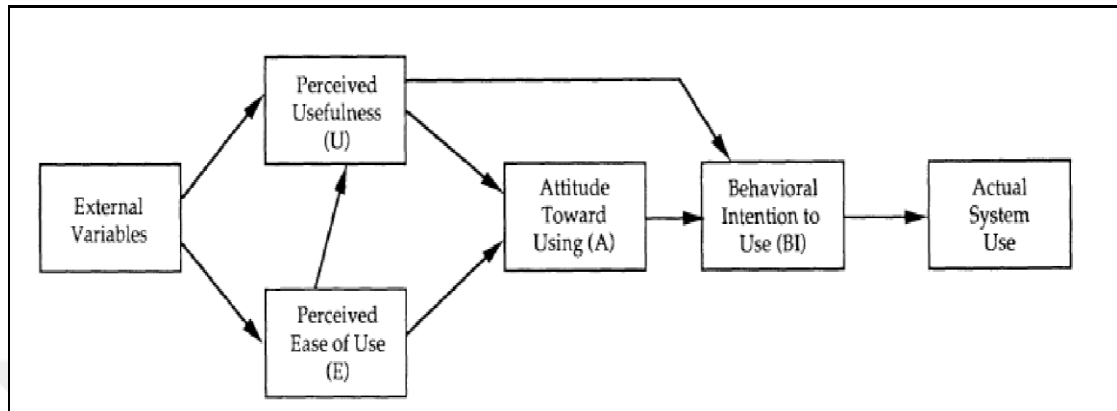 Perceived
Usefulness
(U)
External
Variables
Perceived
Ease of Use
(E)
Attitude
Toward
Using (A)
Behavioral
Intention to
Use (BI)
Actual
System
Use